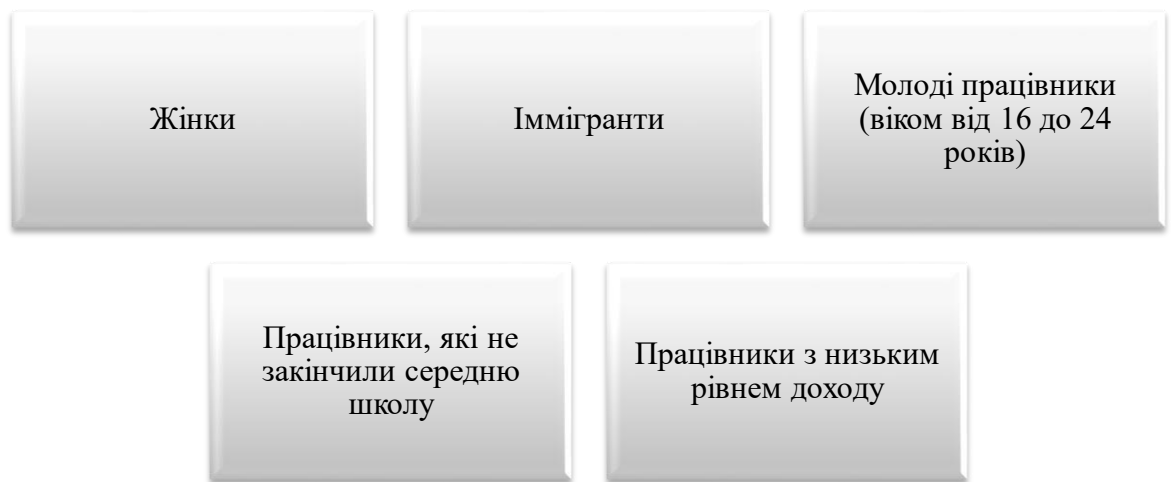 Жінки
Іммігранти
Молоді працівники
(віком від 16 до 24
років)
Працівники, які не
закінчили середню
школу
Працівники з низьким
рівнем доходу